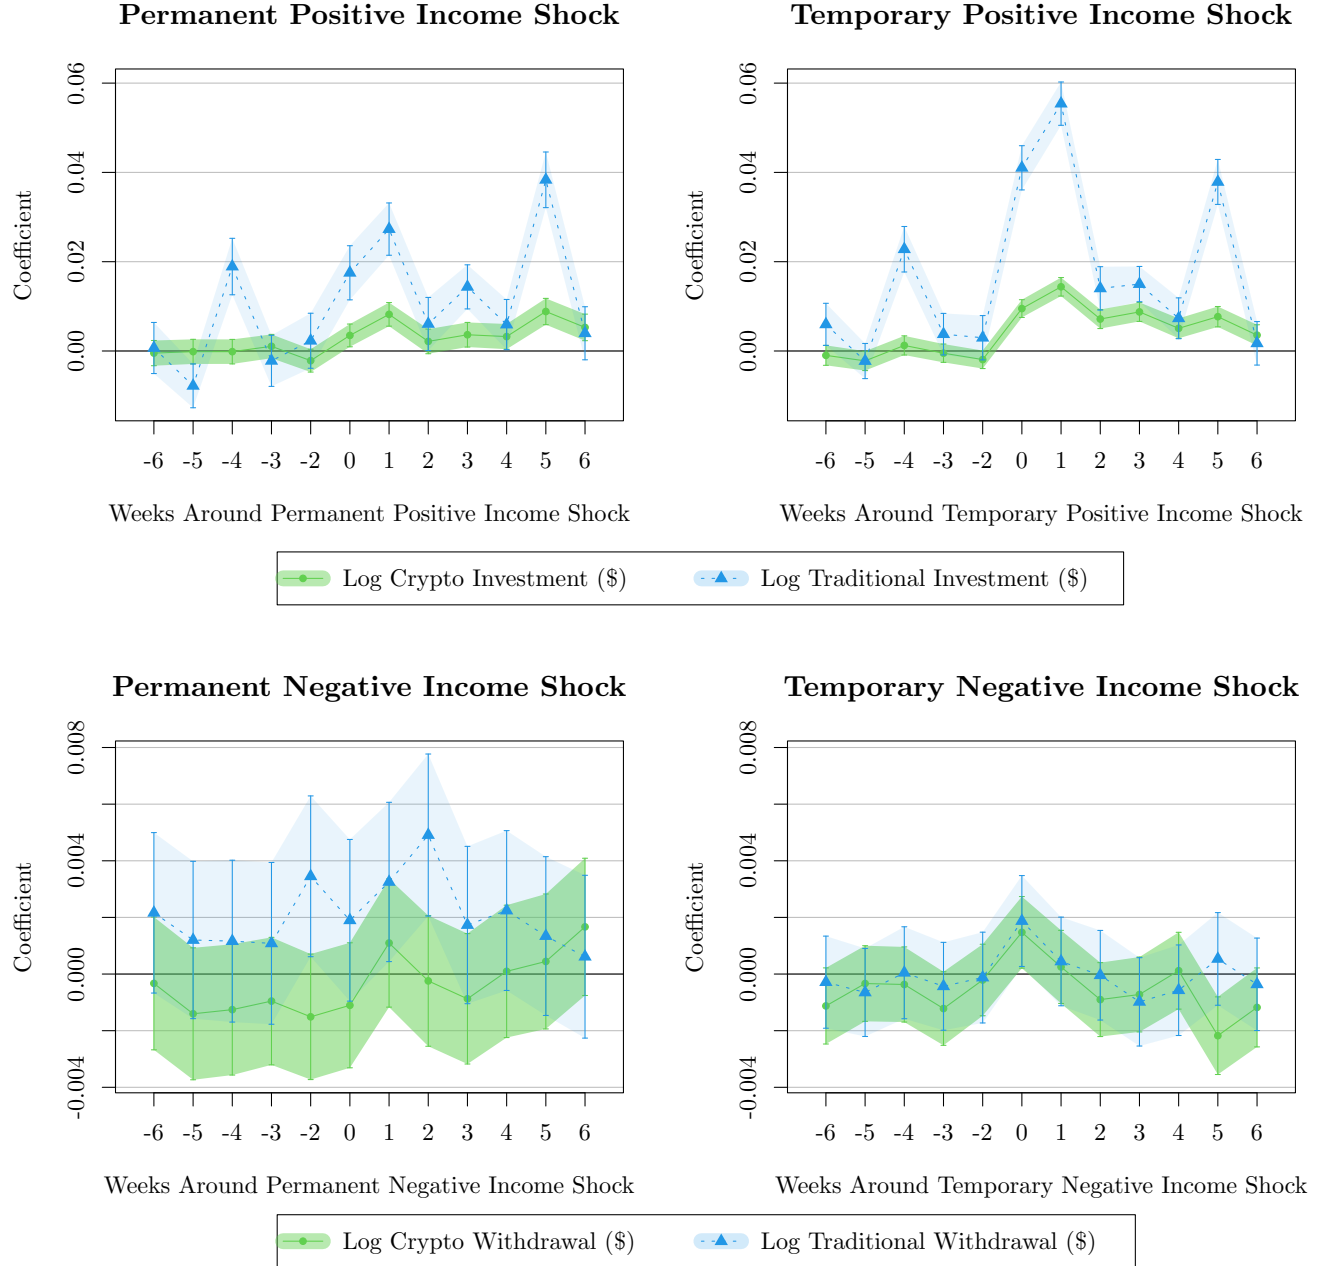 Permanent Positive Income Shock
Coefficient
0.06
0.04
0.02
0.00
-6 -5 -4 -3 -2 0 1 2 3 4 5 6
Weeks Around Permanent Positive Income Shock
Temporary Positive Income Shock
Coefficient
0.06
0.04
0.02
0.00
-6 -5 -4 -3 -2 0 1 2 3 4 5 6
Weeks Around Temporary Positive Income Shock
Log Crypto Investment ($) Log Traditional Investment ($)
Permanent Negative Income Shock
Coefficient
0.008
0.004
0.000
-0.004
-6 -5 -4 -3 -2 0 1 2 3 4 5 6
Weeks Around Permanent Negative Income Shock
Temporary Negative Income Shock
Coefficient
0.008
0.004
0.000
-0.004
-6 -5 -4 -3 -2 0 1 2 3 4 5 6
Weeks Around Temporary Negative Income Shock
Log Crypto Withdrawal ($) Log Traditional Withdrawal ($)